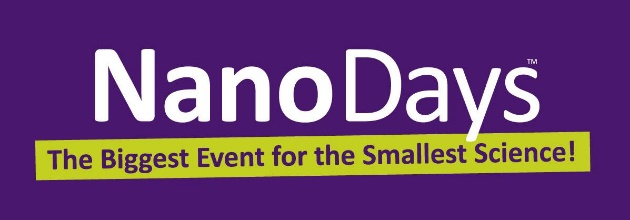 NanoDays™
The Biggest Event for the Smallest Science!